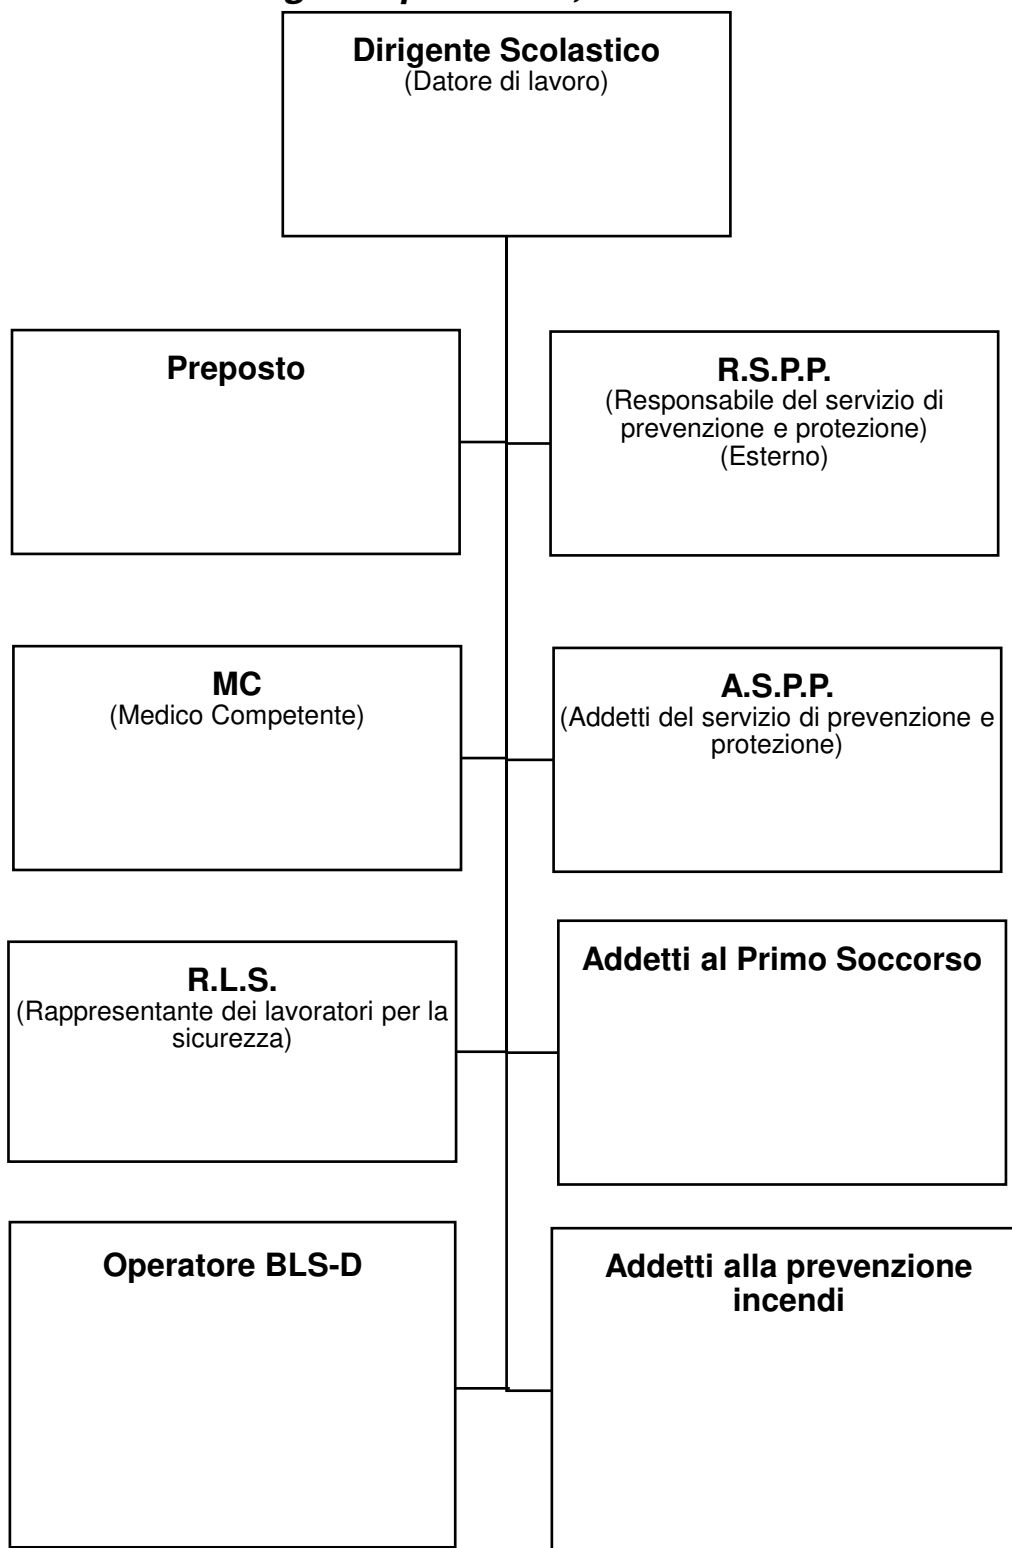 Dirigente Scolastico
(Datore di lavoro)
Preposto
R.S.P.P.
(Responsabile del servizio di
prevenzione e protezione)
(Esterno)
MC
(Medico Competente)
A.S.P.P.
(Addetti del servizio di prevenzione e
protezione)
R.L.S.
(Rappresentante dei lavoratori per la
sicurezza)
Addetti al Primo Soccorso
Operatore BLS-D
Addetti alla prevenzione
incendi